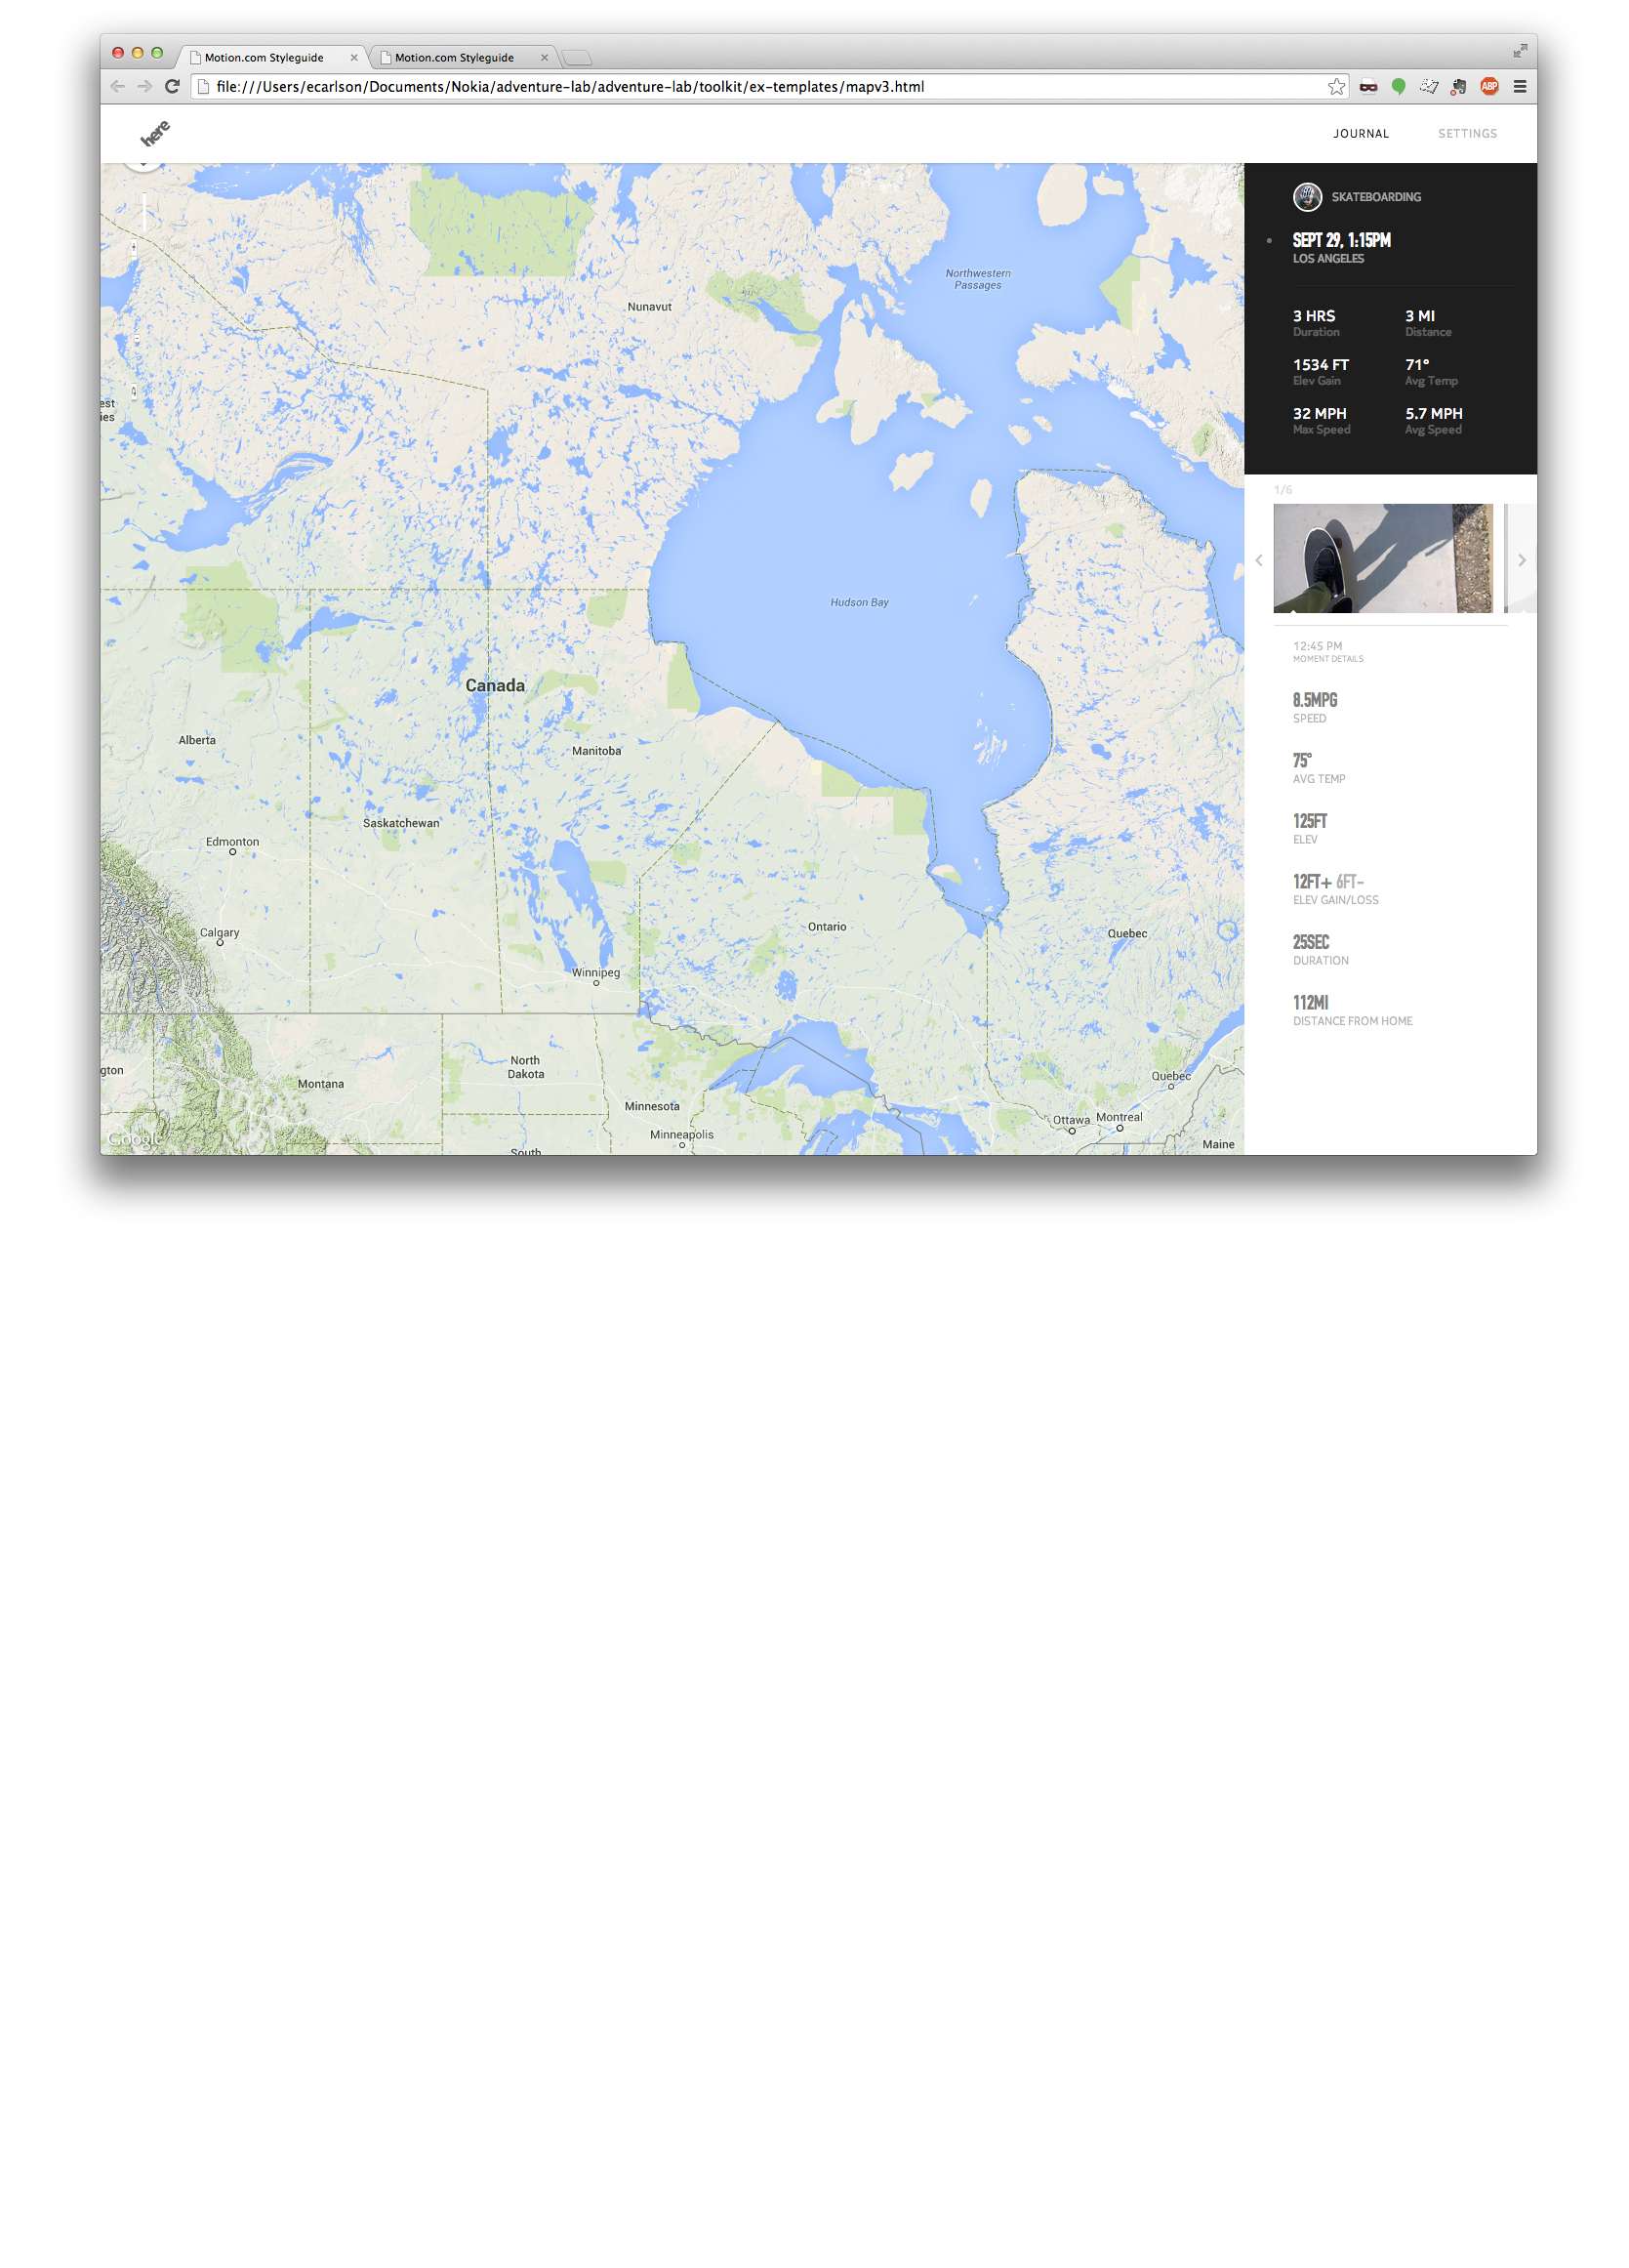 Motion.com Styleguide
Motion.com Styleguide
file:///Users/ecarlson/Documents/Nokia/adventure-lab/adventure-lab/toolkit/ex-templates/mapv3.html
ABP
here
JOURNAL
SETTINGS
Northwestern
Passages
Nunavut
est
ies
Hudson Bay
Canada
Alberta
Manitoba
Saskatchewan
Edmonton
Calgary
Ontario
Quebec
Winnipeg
gton
Montana
North
Dakota
Minnesota
Minneapolis
South
Quebec
Ottawa
Montreal
Maine
Google
SKATEBOARDING
SEPT 29, 1:15PM
LOS ANGELES
3 HRS
Duration
3 MI
Distance
1534 FT
Elev Gain
71°
Avg Temp
32 MPH
Max Speed
5.7 MPH
Avg Speed
1/6
12:45 PM
MOMENT DETAILS
8.5MPG
SPEED
75°
AVG TEMP
125FT
ELEV
12FT+ 6FT-
ELEV GAIN/LOSS
25SEC
DURATION
112MI
DISTANCE FROM HOME